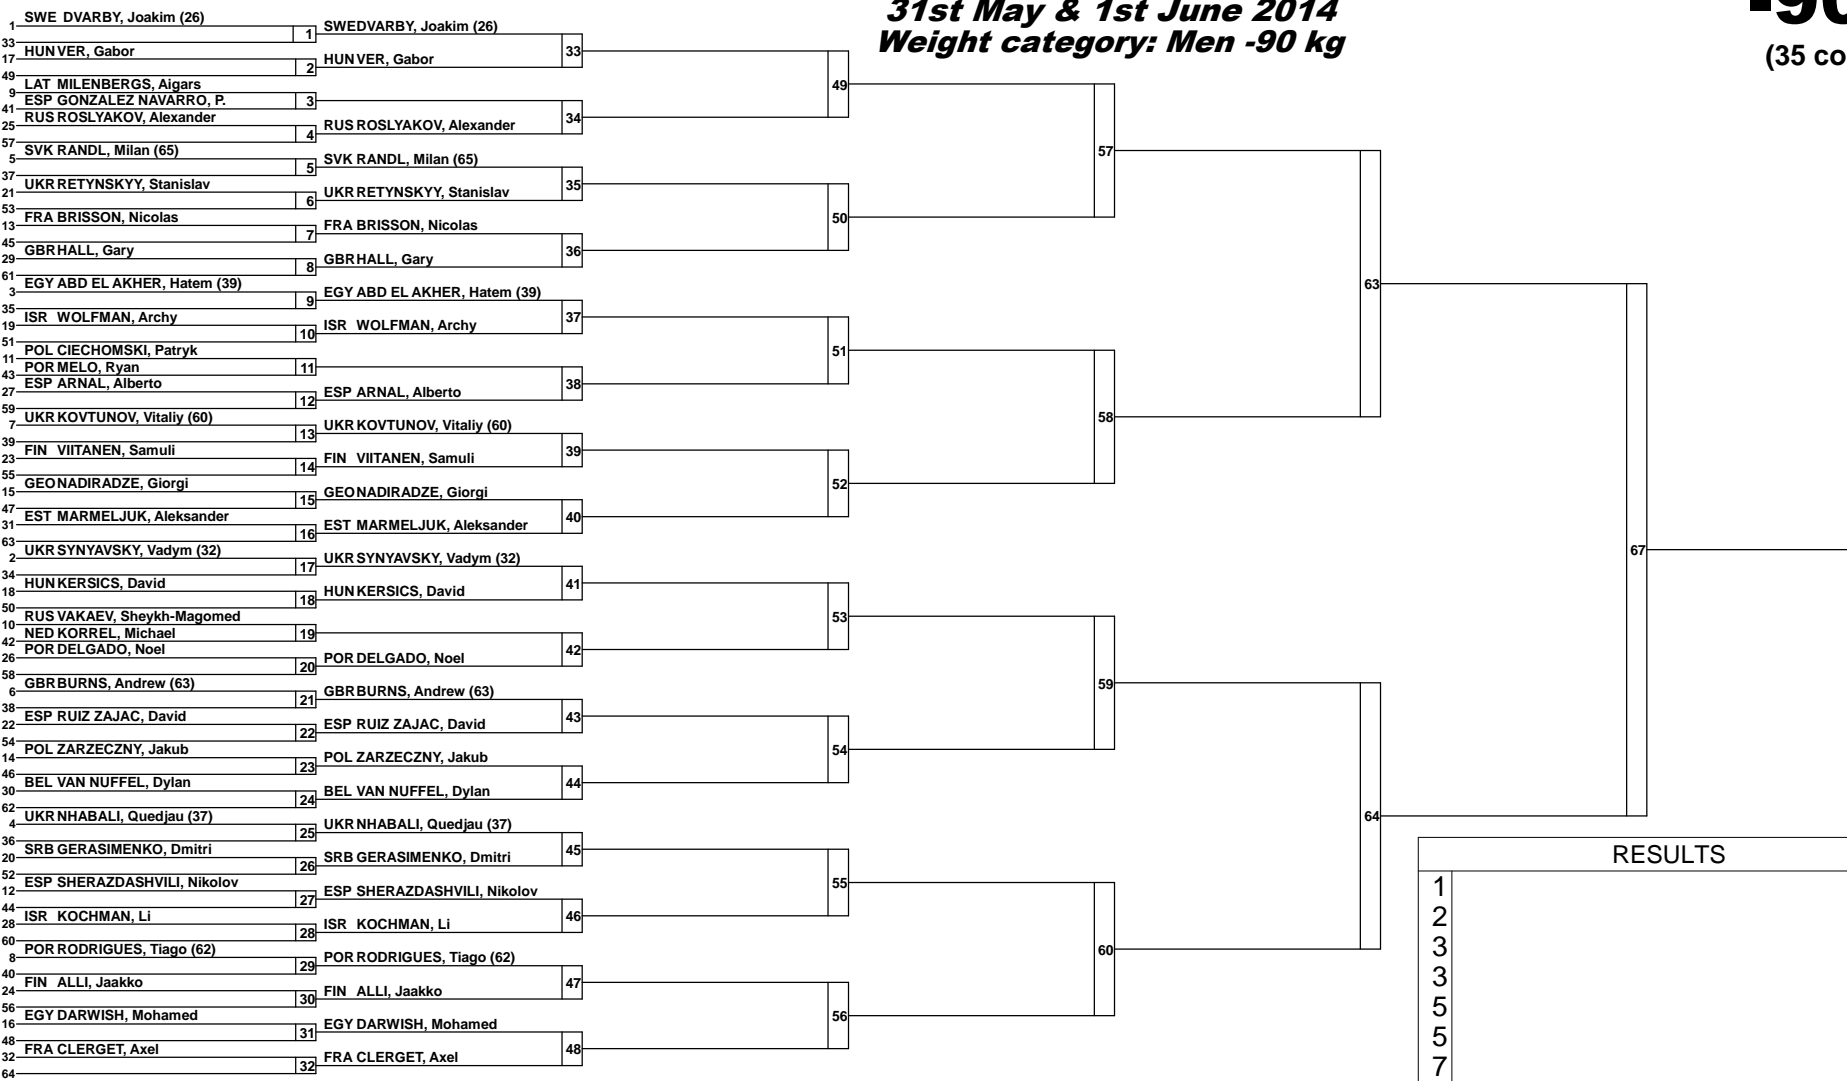 31st May & 1st June 2014
Weight category: Men -90 kg
-90
(35 co
1 SWE DVARBY, Joakim (26)
33
1 SWEDVARBY, Joakim (26)
17 HUN VER, Gabor
49
2 HUN VER, Gabor
33
9 LAT MILENBERGS, Aigars
41 ESP GONZALEZ NAVARRO, P.
3
25 RUS ROSLYAKOV, Alexander
57
4 RUS ROSLYAKOV, Alexander
34
49
5 SVK RANDL, Milan (65)
37
5 SVK RANDL, Milan (65)
21 UKR RETYNSKYY, Stanislav
53
6 UKR RETYNSKYY, Stanislav
35
13 FRA BRISSON, Nicolas
45
7 FRA BRISSON, Nicolas
29 GBR HALL, Gary
61
8 GBR HALL, Gary
36
50
57
3 EGY ABD EL AKHER, Hatem (39)
35
9 EGY ABD EL AKHER, Hatem (39)
19 ISR WOLFMAN, Archy
51
10 ISR WOLFMAN, Archy
37
11 POL CIECHOMSKI, Patryk
43 POR MELO, Ryan
11
27 ESP ARNAL, Alberto
59
12 ESP ARNAL, Alberto
38
51
7 UKR KOVTUNOV, Vitaliy (60)
39
13 UKR KOVTUNOV, Vitaliy (60)
23 FIN VIITANEN, Samuli
55
14 FIN VIITANEN, Samuli
39
15 GEO NADIRADZE, Giorgi
47
15 GEO NADIRADZE, Giorgi
31 EST MARMELJUK, Aleksander
63
16 EST MARMELJUK, Aleksander
40
52
58
63
2 UKR SYNYAVSKY, Vadym (32)
34
17 UKR SYNYAVSKY, Vadym (32)
18 HUN KERSICS, David
50
18 HUN KERSICS, David
41
10 RUS VAKAEV, Sheykh-Magomed
42 NED KORREL, Michael
19
26 POR DELGADO, Noel
58
20 POR DELGADO, Noel
42
53
6 GBR BURNS, Andrew (63)
38
21 GBR BURNS, Andrew (63)
22 ESP RUIZ ZAJAC, David
54
22 ESP RUIZ ZAJAC, David
43
14 POL ZARZECZNY, Jakub
46
23 POL ZARZECZNY, Jakub
30 BEL VAN NUFFEL, Dylan
62
24 BEL VAN NUFFEL, Dylan
44
54
59
4 UKR NHABALI, Quedjau (37)
36
25 UKR NHABALI, Quedjau (37)
20 SRB GERASIMENKO, Dmitri
52
26 SRB GERASIMENKO, Dmitri
45
12 ESP SHERAZDASHVILI, Nikolov
44
27 ESP SHERAZDASHVILI, Nikolov
28 ISR KOCHMAN, Li
60
28 ISR KOCHMAN, Li
46
55
8 POR RODRIGUES, Tiago (62)
40
29 POR RODRIGUES, Tiago (62)
24 FIN ALLI, Jaakko
56
30 FIN ALLI, Jaakko
47
16 EGY DARWISH, Mohamed
48
31 EGY DARWISH, Mohamed
32 FRA CLERGET, Axel
64
32 FRA CLERGET, Axel
48
56
60
64
67
RESULTS
1
2
3
3
5
5
7